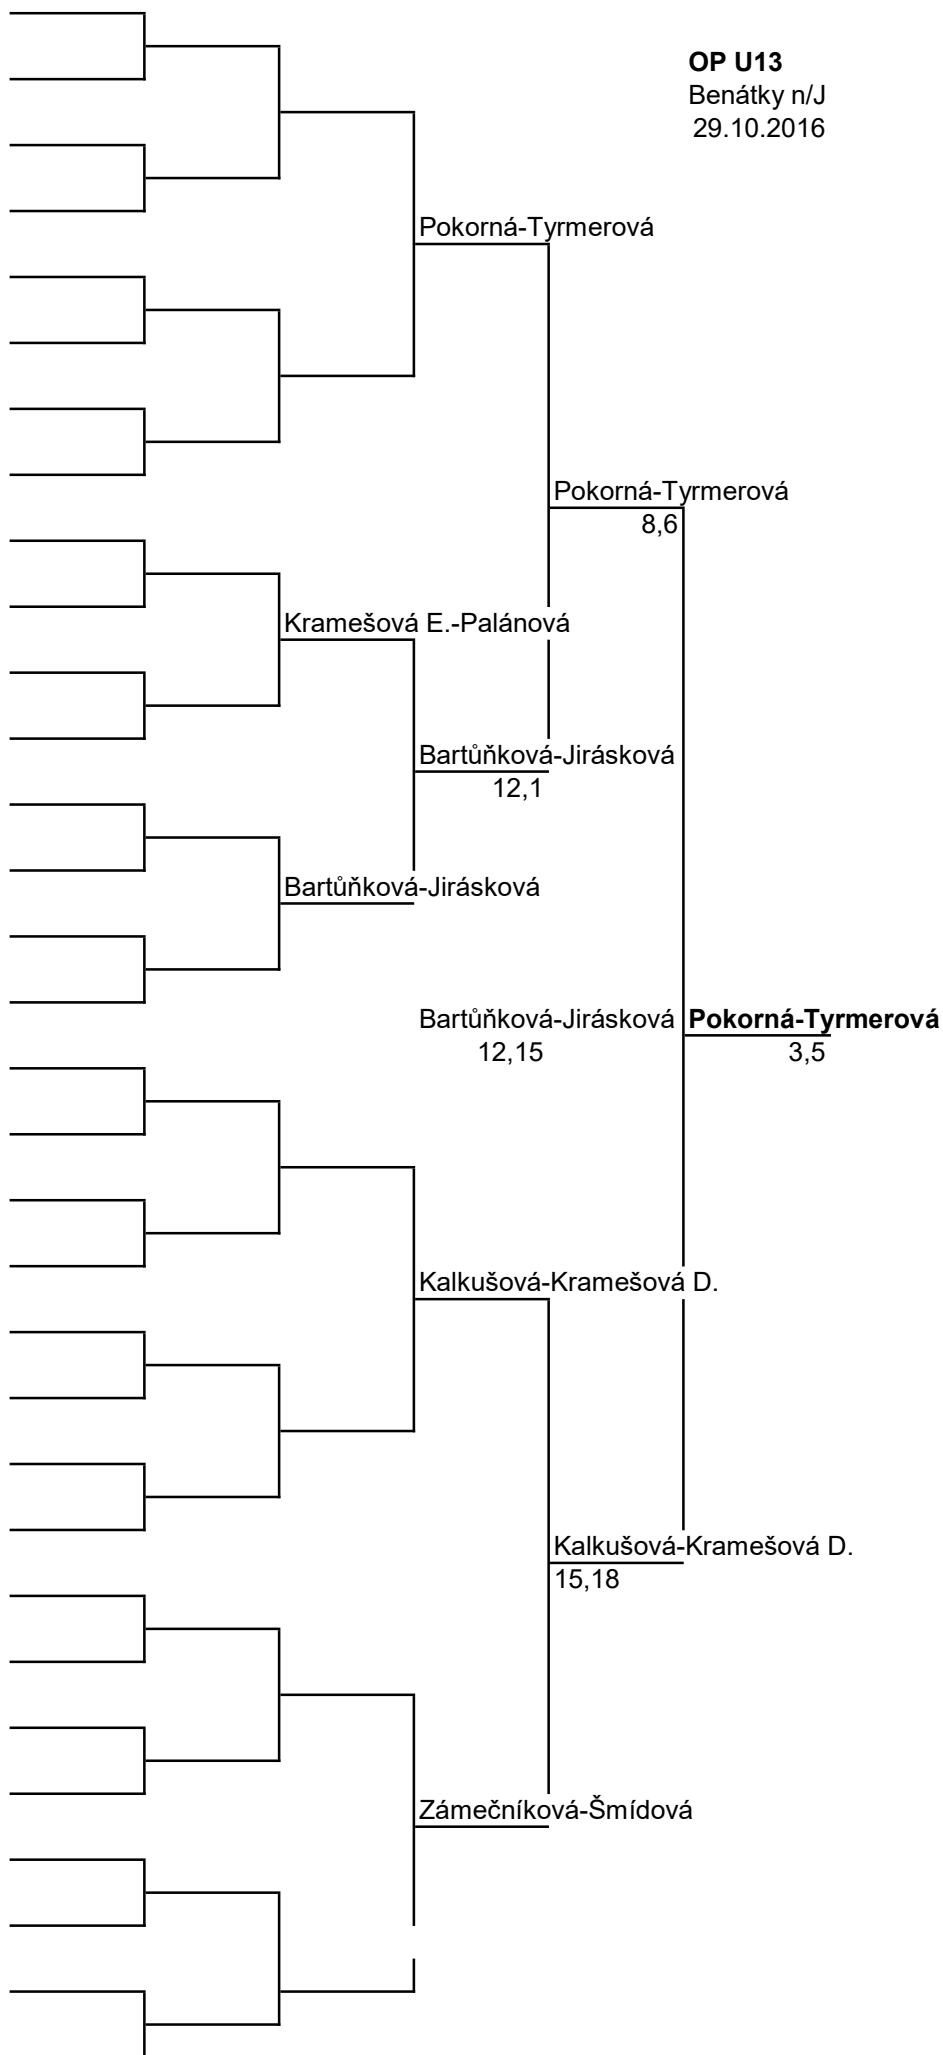 OP U13
Benátky n/J
29.10.2016
Pokorná-Tyrmerová
Pokorná-Tyrmerová
8,6
Kramešová E.-Palánová
Bartůňková-Jirásková
12,1
Bartůňková-Jirásková
Bartůňková-Jirásková Pokorná-Tyrmerová
12,15 3,5
Kalkušová-Kramešová D.
Kalkušová-Kramešová D.
15,18
Zámečníková-Šmídová